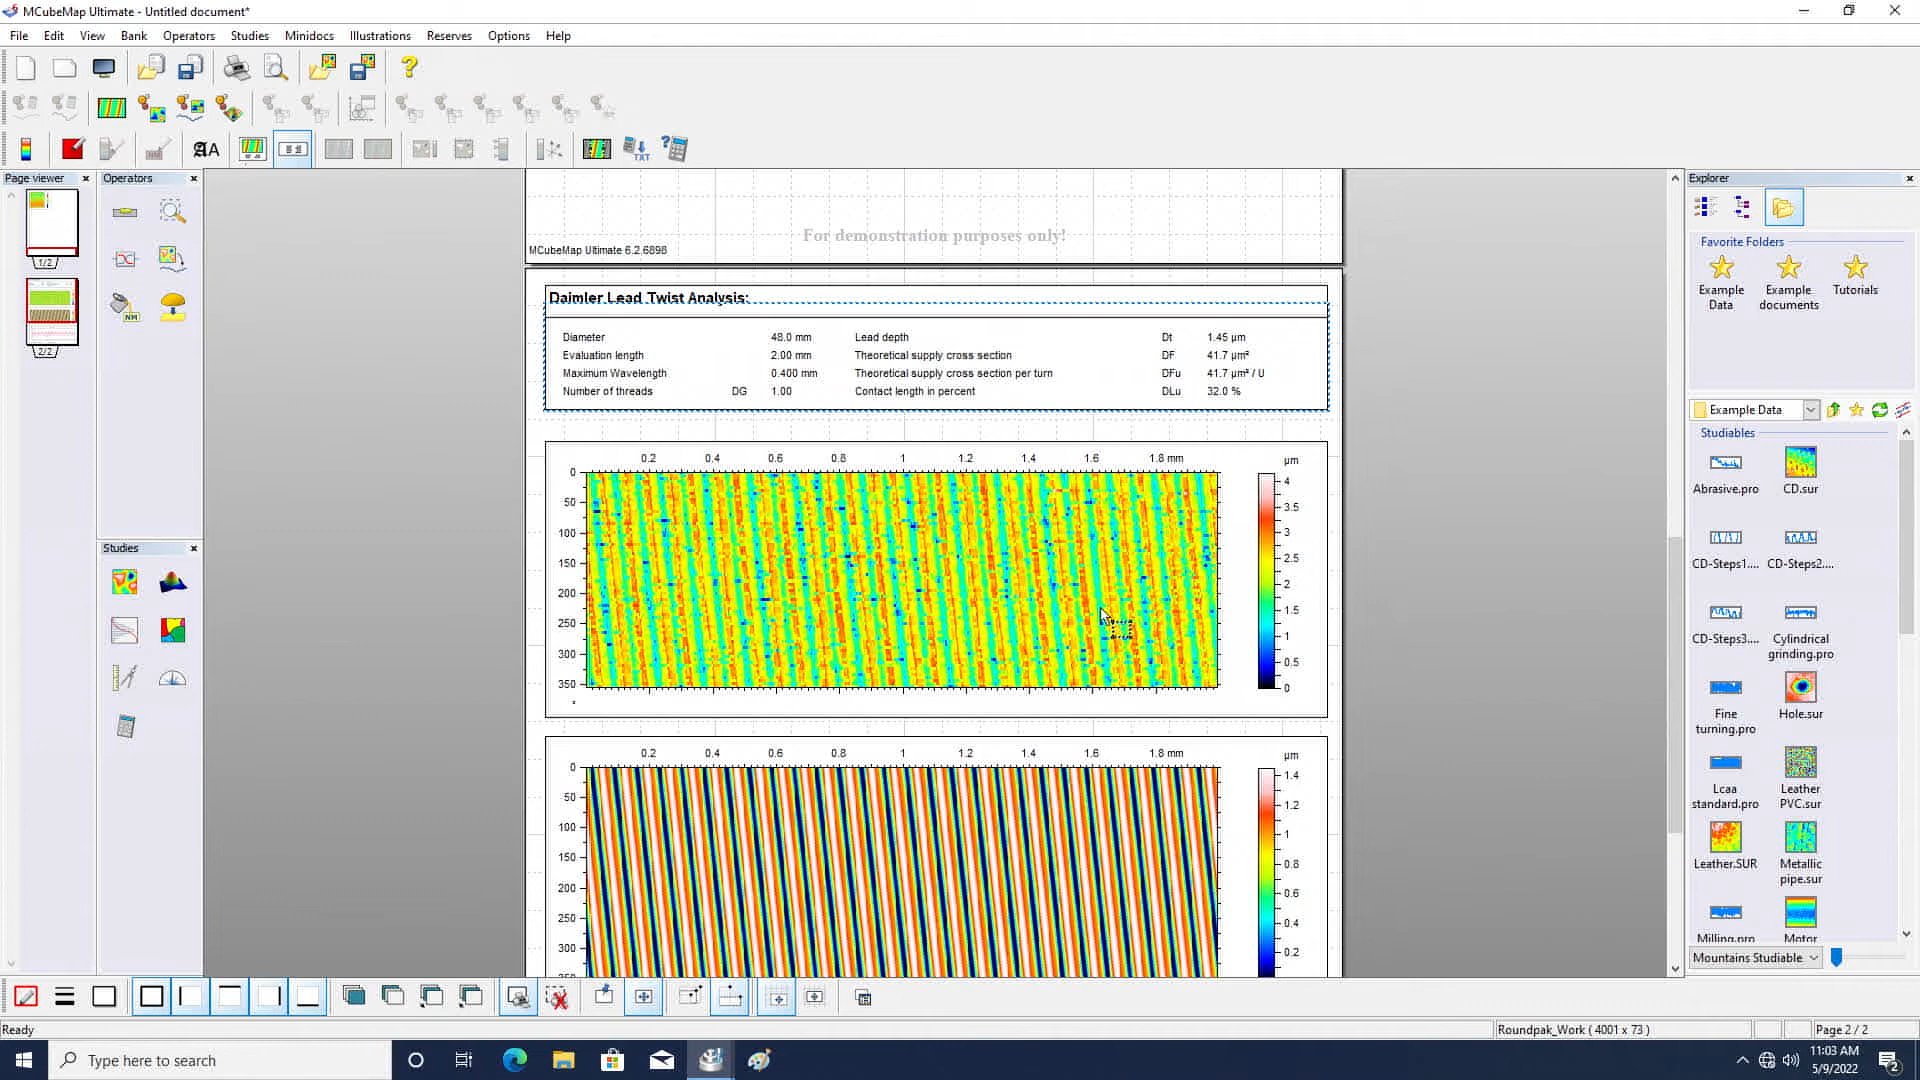 MCubeMap Ultimate - Untitled document*
File Edit View Bank Operators Studies Minidocs Illustrations Reserves Options Help
AA
TXT
Page viewer
1/2
2/2
Operators
NM
Studies
For demonstration purposes only!
MCubeMap Ultimate 6.2.6898
Daimler Lead Twist Analysis:
Diameter 48.0 mm Lead depth Dt 1.45 µm
Evaluation length 2.00 mm Theoretical supply cross section DF 41.7 µm²
Maximum Wavelength 0.400 mm Theoretical supply cross section per turn DFu 41.7 µm² / U
Number of threads DG 1.00 Contact length in percent DLu 32.0 %
0.2 0.4 0.6 0.8 1 1.2 1.4 1.6 1.8 mm
µm
0
50
100
150
200
250
300
350
°
4
3.5
3
2.5
2
1.5
1
0.5
0
0.2 0.4 0.6 0.8 1 1.2 1.4 1.6 1.8 mm
µm
0
50
100
150
200
250
300
350
1.4
1.2
1
0.8
0.6
0.4
0.2
Explorer
Favorite Folders
Example Data
Example documents
Tutorials
Example Data
Studiables
Abrasive.pro
CD.sur
CD-Steps1....
CD-Steps2....
CD-Steps3....
Cylindrical grinding.pro
Fine turning.pro
Hole.sur
Lcaa standard.pro
Leather PVC.sur
Leather.SUR
Metallic pipe.sur
Milling.pro
Motor
Mountains Studiable
Ready
Roundpak_Work ( 4001 x 73 )
Page 2 / 2
Type here to search
11:03 AM
5/9/2022
2